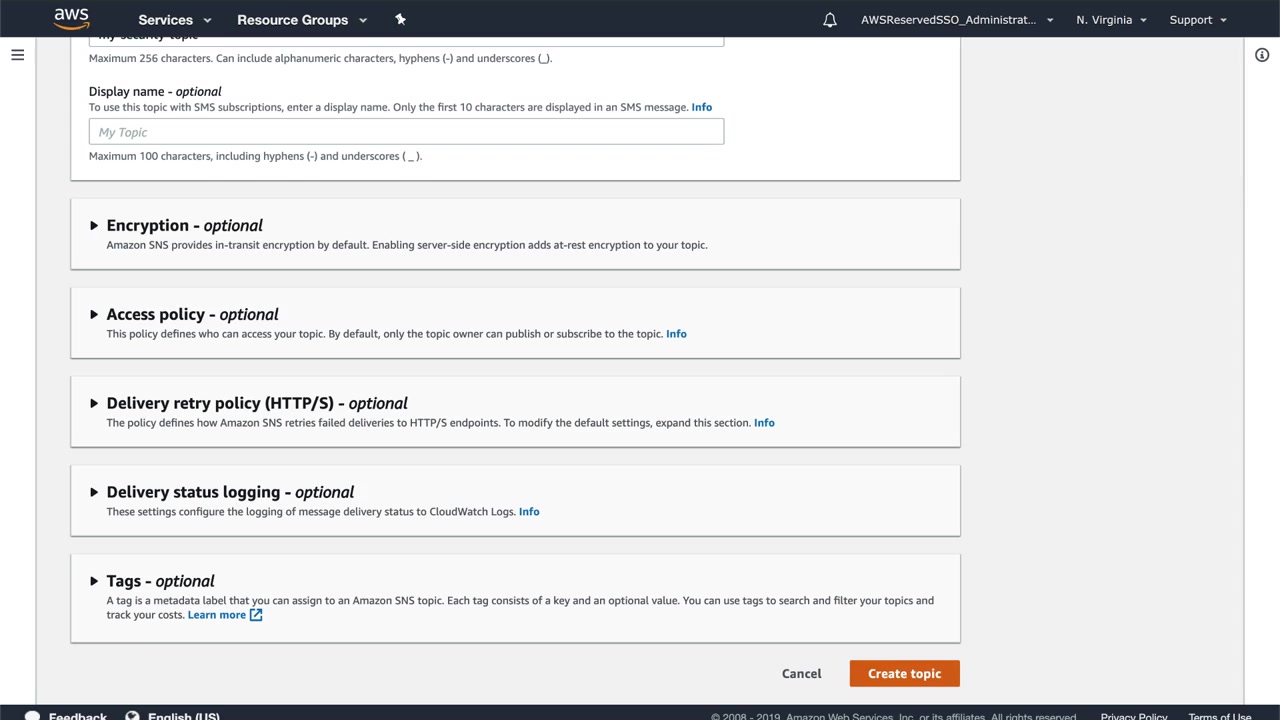 aws
Services
Resource Groups
AWSReservedSSO_Administrat...
N. Virginia
Support
my-security-topic
Maximum 256 characters. Can include alphanumeric characters, hyphens (-) and underscores (_).
Display name - optional
To use this topic with SMS subscriptions, enter a display name. Only the first 10 characters are displayed in an SMS message. Info
My Topic
Maximum 100 characters, including hyphens (-) and underscores ( _ ).
Encryption - optional
Amazon SNS provides in-transit encryption by default. Enabling server-side encryption adds at-rest encryption to your topic.
Access policy - optional
This policy defines who can access your topic. By default, only the topic owner can publish or subscribe to the topic. Info
Delivery retry policy (HTTP/S) - optional
The policy defines how Amazon SNS retries failed deliveries to HTTP/S endpoints. To modify the default settings, expand this section. Info
Delivery status logging - optional
These settings configure the logging of message delivery status to CloudWatch Logs. Info
Tags - optional
A tag is a metadata label that you can assign to an Amazon SNS topic. Each tag consists of a key and an optional value. You can use tags to search and filter your topics and
track your costs. Learn more
Cancel
Create topic
Feedback
English (US)
© 2008 - 2019, Amazon Web Services, Inc. or its affiliates. All rights reserved.
Privacy Policy
Terms of Use